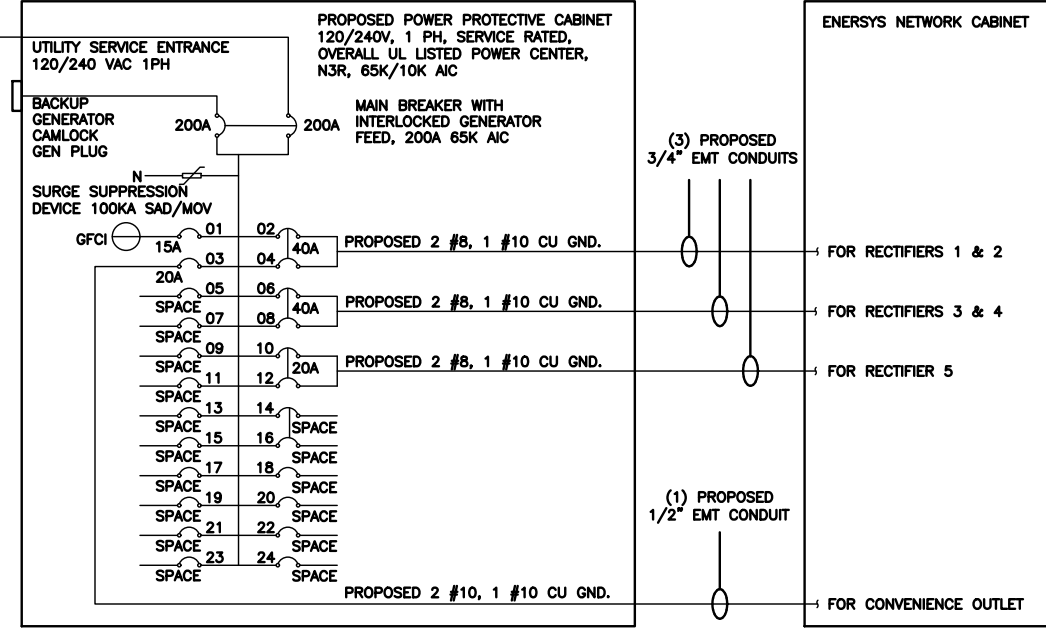 PROPOSED POWER PROTECTIVE CABINET
120/240V, 1 PH, SERVICE RATED,
OVERALL UL LISTED POWER CENTER,
N3R, 65K/10K AIC
ENERSYS NETWORK CABINET
UTILITY SERVICE ENTRANCE
120/240 VAC 1PH
BACKUP
GENERATOR
CAMLOCK
GEN PLUG
200A
200A
MAIN BREAKER WITH
INTERLOCKED GENERATOR
FEED, 200A 65K AIC
(3) PROPOSED
3/4" EMT CONDUITS
N
SURGE SUPPRESSION
DEVICE 100KA SAD/MOV
GFCI
15A
01
02
40A
PROPOSED 2 #8, 1 #10 CU GND.
FOR RECTIFIERS 1 & 2
20A
03
04
SPACE
05
06
40A
PROPOSED 2 #8, 1 #10 CU GND.
FOR RECTIFIERS 3 & 4
SPACE
07
08
SPACE
09
10
20A
PROPOSED 2 #8, 1 #10 CU GND.
FOR RECTIFIER 5
SPACE
11
12
SPACE
13
14
SPACE
SPACE
15
16
SPACE
SPACE
17
18
SPACE
SPACE
19
20
SPACE
SPACE
21
22
SPACE
SPACE
23
24
SPACE
(1) PROPOSED
1/2" EMT CONDUIT
PROPOSED 2 #10, 1 #10 CU GND.
FOR CONVENIENCE OUTLET